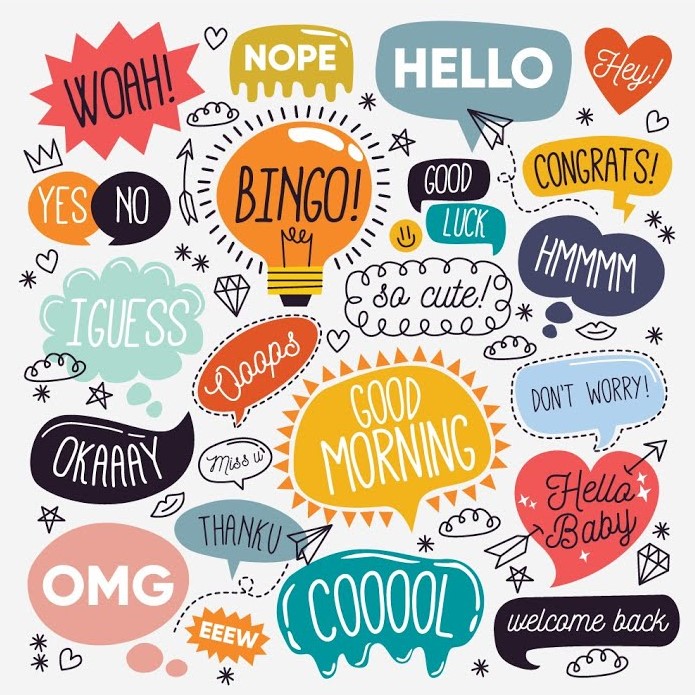 WOAH!
NOPE
HELLO
Hey!
YES
NO
BINGO!
GOOD
LUCK
CONGRATS!
HMMMM
IGUESS
so cute!
Ooops
GOOD
MORNING
DON'T WORRY!
OKAAAY
Miss u
Hello
Baby
THANKU
OMG
COOOOL
EEEW
welcome back